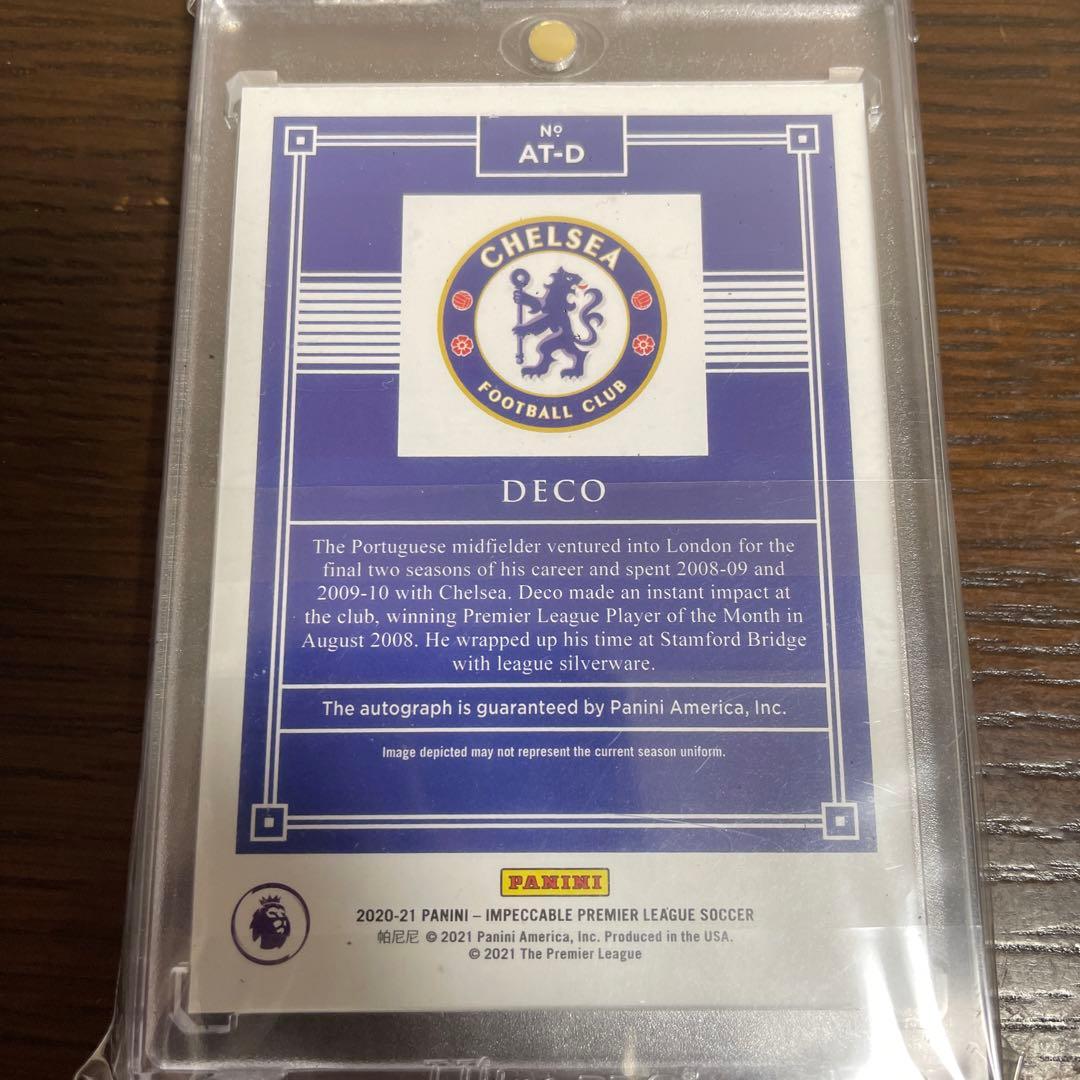 Nº
AT-D
CHELSEA
FOOTBALL CLUB
DECO
The Portuguese midfielder ventured into London for the
final two seasons of his career and spent 2008-09 and
2009-10 with Chelsea. Deco made an instant impact at
the club, winning Premier League Player of the Month in
August 2008. He wrapped up his time at Stamford Bridge
with league silverware.
The autograph is guaranteed by Panini America, Inc.
Image depicted may not represent the current season uniform.
PANINI
2020-21 PANINI – IMPECCABLE PREMIER LEAGUE SOCCER
帕尼尼 © 2021 Panini America, Inc. Produced in the USA.
© 2021 The Premier League